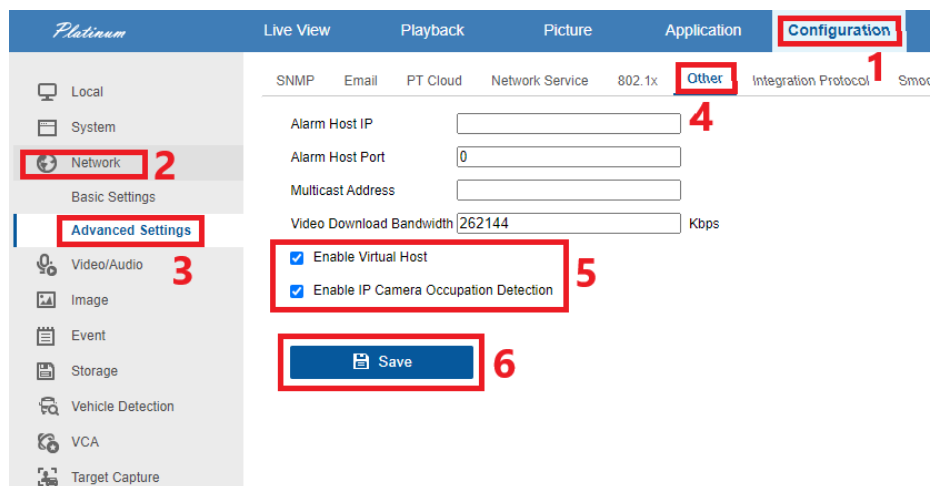 Platinum Live View Playback Picture Application Configuration
1
SNMP Email PT Cloud Network Service 802.1x Other Integration Protocol
4
Local
System
Network
2
Basic Settings
Advanced Settings
3
Video/Audio
Image
Event
Storage
Vehicle Detection
VCA
Target Capture
Alarm Host IP
Alarm Host Port 0
Multicast Address
Video Download Bandwidth 262144 Kbps
Enable Virtual Host
Enable IP Camera Occupation Detection
5
Save
6